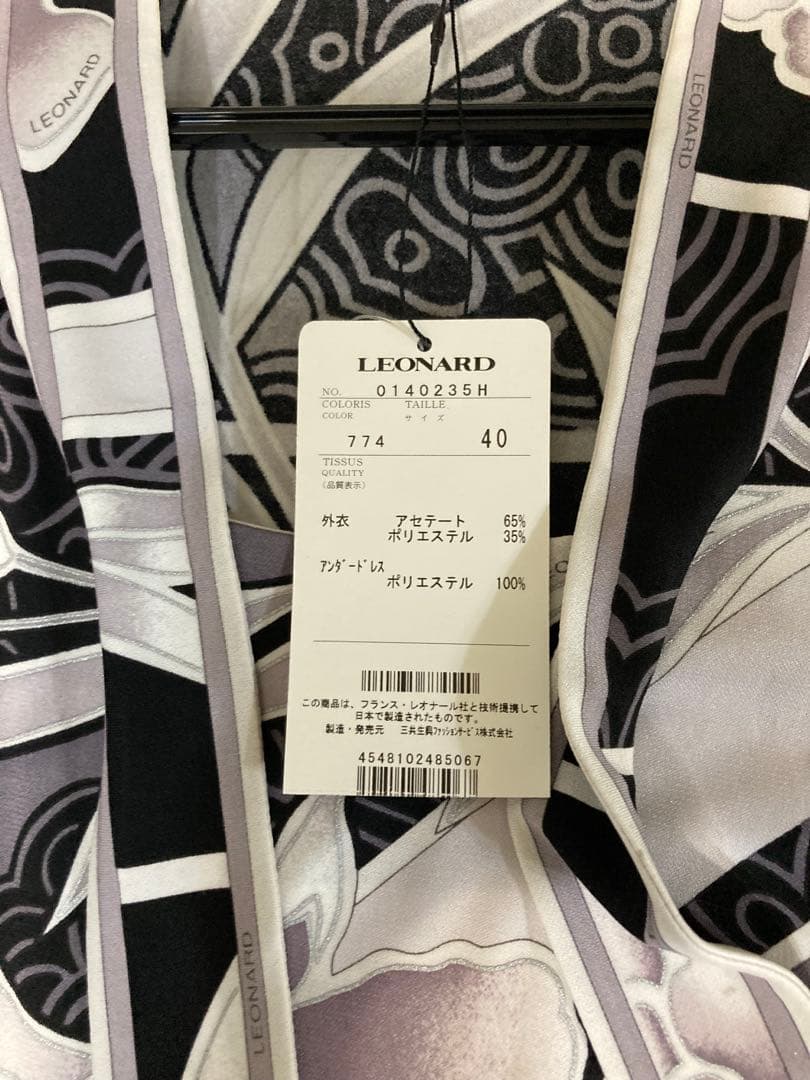 LEONARD
LEONARD
LEONARD
NO. 0140235H
COLORIS TAILLE
COLOR サイズ
774 40
TISSUS
QUALITY
(品質表示)
外衣 アセテート 65%
ポリエステル 35%
アンダードレス
ポリエステル 100%
この商品は、フランス・レオナール社と技術提携して
日本で製造されたものです。
製造・発売元 三共生興ファッションサービス株式会社
4548102485067
LEONARD